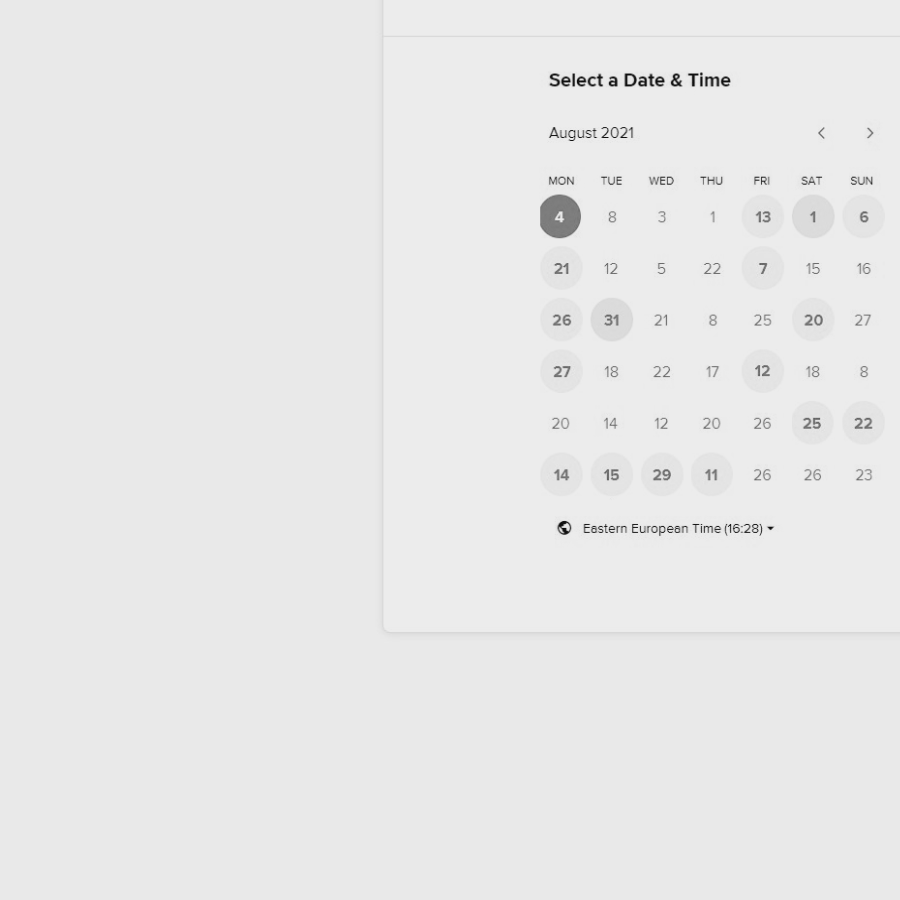 Select a Date & Time
August 2021
MON TUE WED THU FRI SAT SUN
4 8 3 1 13 1 6
21 12 5 22 7 15 16
26 31 21 8 25 20 27
27 18 22 17 12 18 8
20 14 12 20 26 25 22
14 15 29 11 26 26 23
Eastern European Time (16:28)